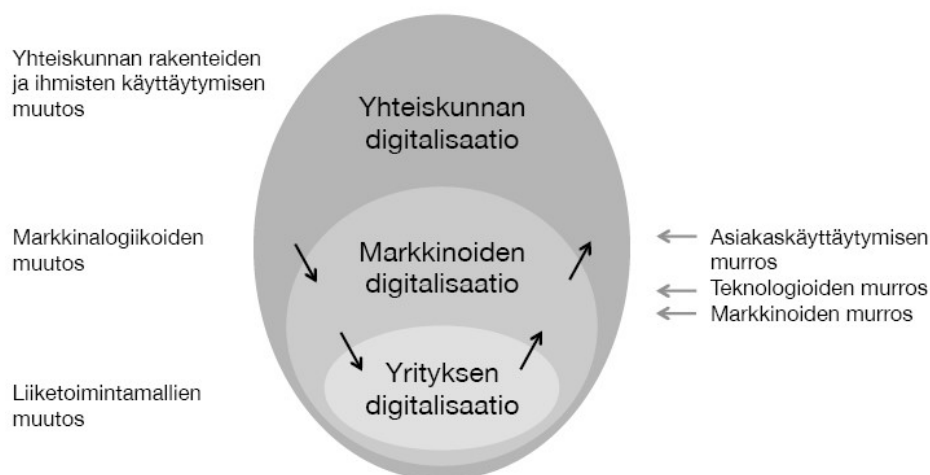 Yhteiskunnan rakenteiden
ja ihmisten käyttäytymisen
muutos
Yhteiskunnan
digitalisaatio
Markkinalogiikoiden
muutos
Markkinoiden
digitalisaatio
Asiakaskäyttäytymisen
murros
Teknologioiden murros
Markkinoiden murros
Liiketoimintamallien
muutos
Yrityksen
digitalisaatio